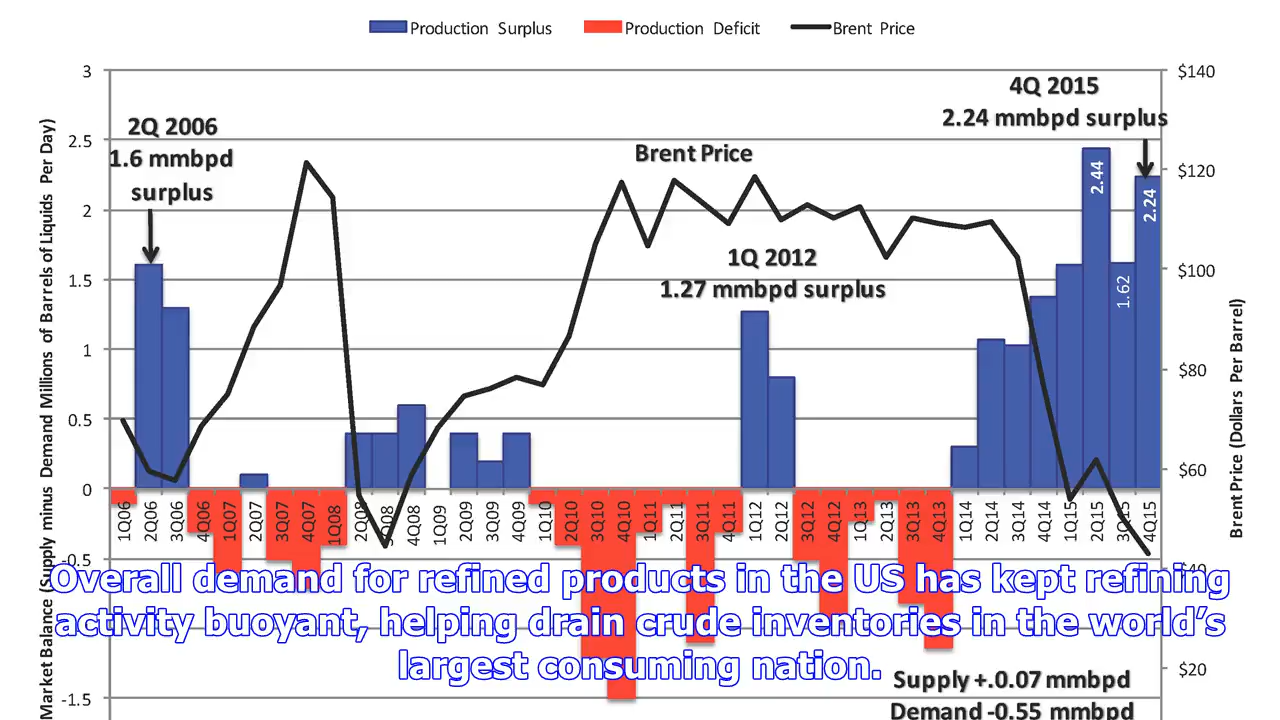 Production Surplus
Production Deficit
Brent Price
3
2.5
2
1.5
1
0.5
0
-0.5
-1.5
$140
$120
$100
$80
$60
$40
$20
Market Balance (Supply minus Demand Millions of Barrels of Liquids Per Day)
Brent Price (Dollars Per Barrel)
2Q 2006
1.6 mmbpd
surplus
Brent Price
1Q 2012
1.27 mmbpd surplus
4Q 2015
2.24 mmbpd surplus
2.44
1.62
2.24
1Q06
2Q06
3Q06
4Q06
1Q07
2Q07
3Q07
4Q07
1Q08
2Q08
3Q08
4Q08
1Q09
2Q09
3Q09
4Q09
1Q10
2Q10
3Q10
4Q10
1Q11
2Q11
3Q11
4Q11
1Q12
2Q12
3Q12
4Q12
1Q13
2Q13
3Q13
4Q13
1Q14
2Q14
3Q14
4Q14
1Q15
2Q15
3Q15
4Q15
Overall demand for refined products in the US has kept refining
activity buoyant, helping drain crude inventories in the world’s
largest consuming nation.
Supply +.0.07 mmbpd
Demand -0.55 mmbpd